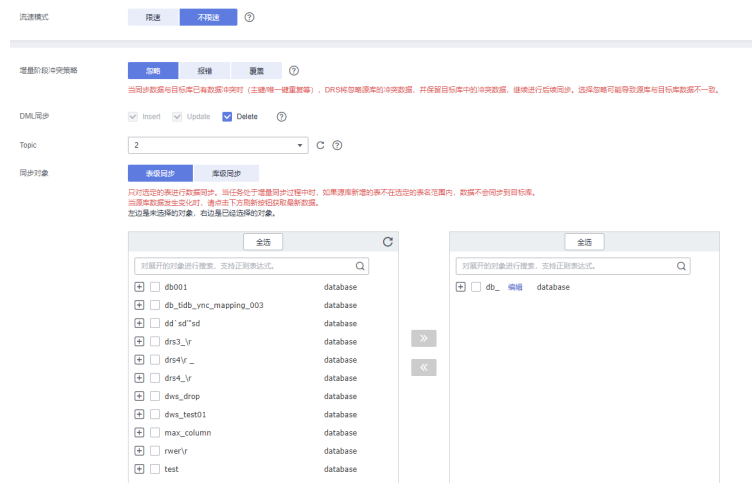 流速模式 限速 不限速
增量阶段冲突策略 忽略 报错 覆盖
当同步数据与目标库已有数据冲突时（主键/唯一键重复等），DRS将忽略源库的冲突数据，并保留目标库中的冲突数据，继续进行后续同步。选择忽略可能导致源库与目标库数据不一致。
DML同步 Insert Update Delete
Topic 2
同步对象 表级同步 库级同步
只对选定的表进行数据同步。当任务处于增量同步过程中时，如果源库新增的表不在选定的表名范围内，数据不会同步到目标库。
当源库数据发生变化时，请点击下方刷新按钮获取最新数据。
左边是未选择的对象，右边是已经选择的对象。
全选
对展开的对象进行搜索，支持正则表达式。
db001 database
db_tidb_ync_mapping_003 database
dd`sd'"sd database
drs3_\r database
drs4\r _ database
drs4_\r database
dws_drop database
dws_test01 database
max_column database
rwer\r database
test database
全选
对展开的对象进行搜索，支持正则表达式。
db_ 编辑 database